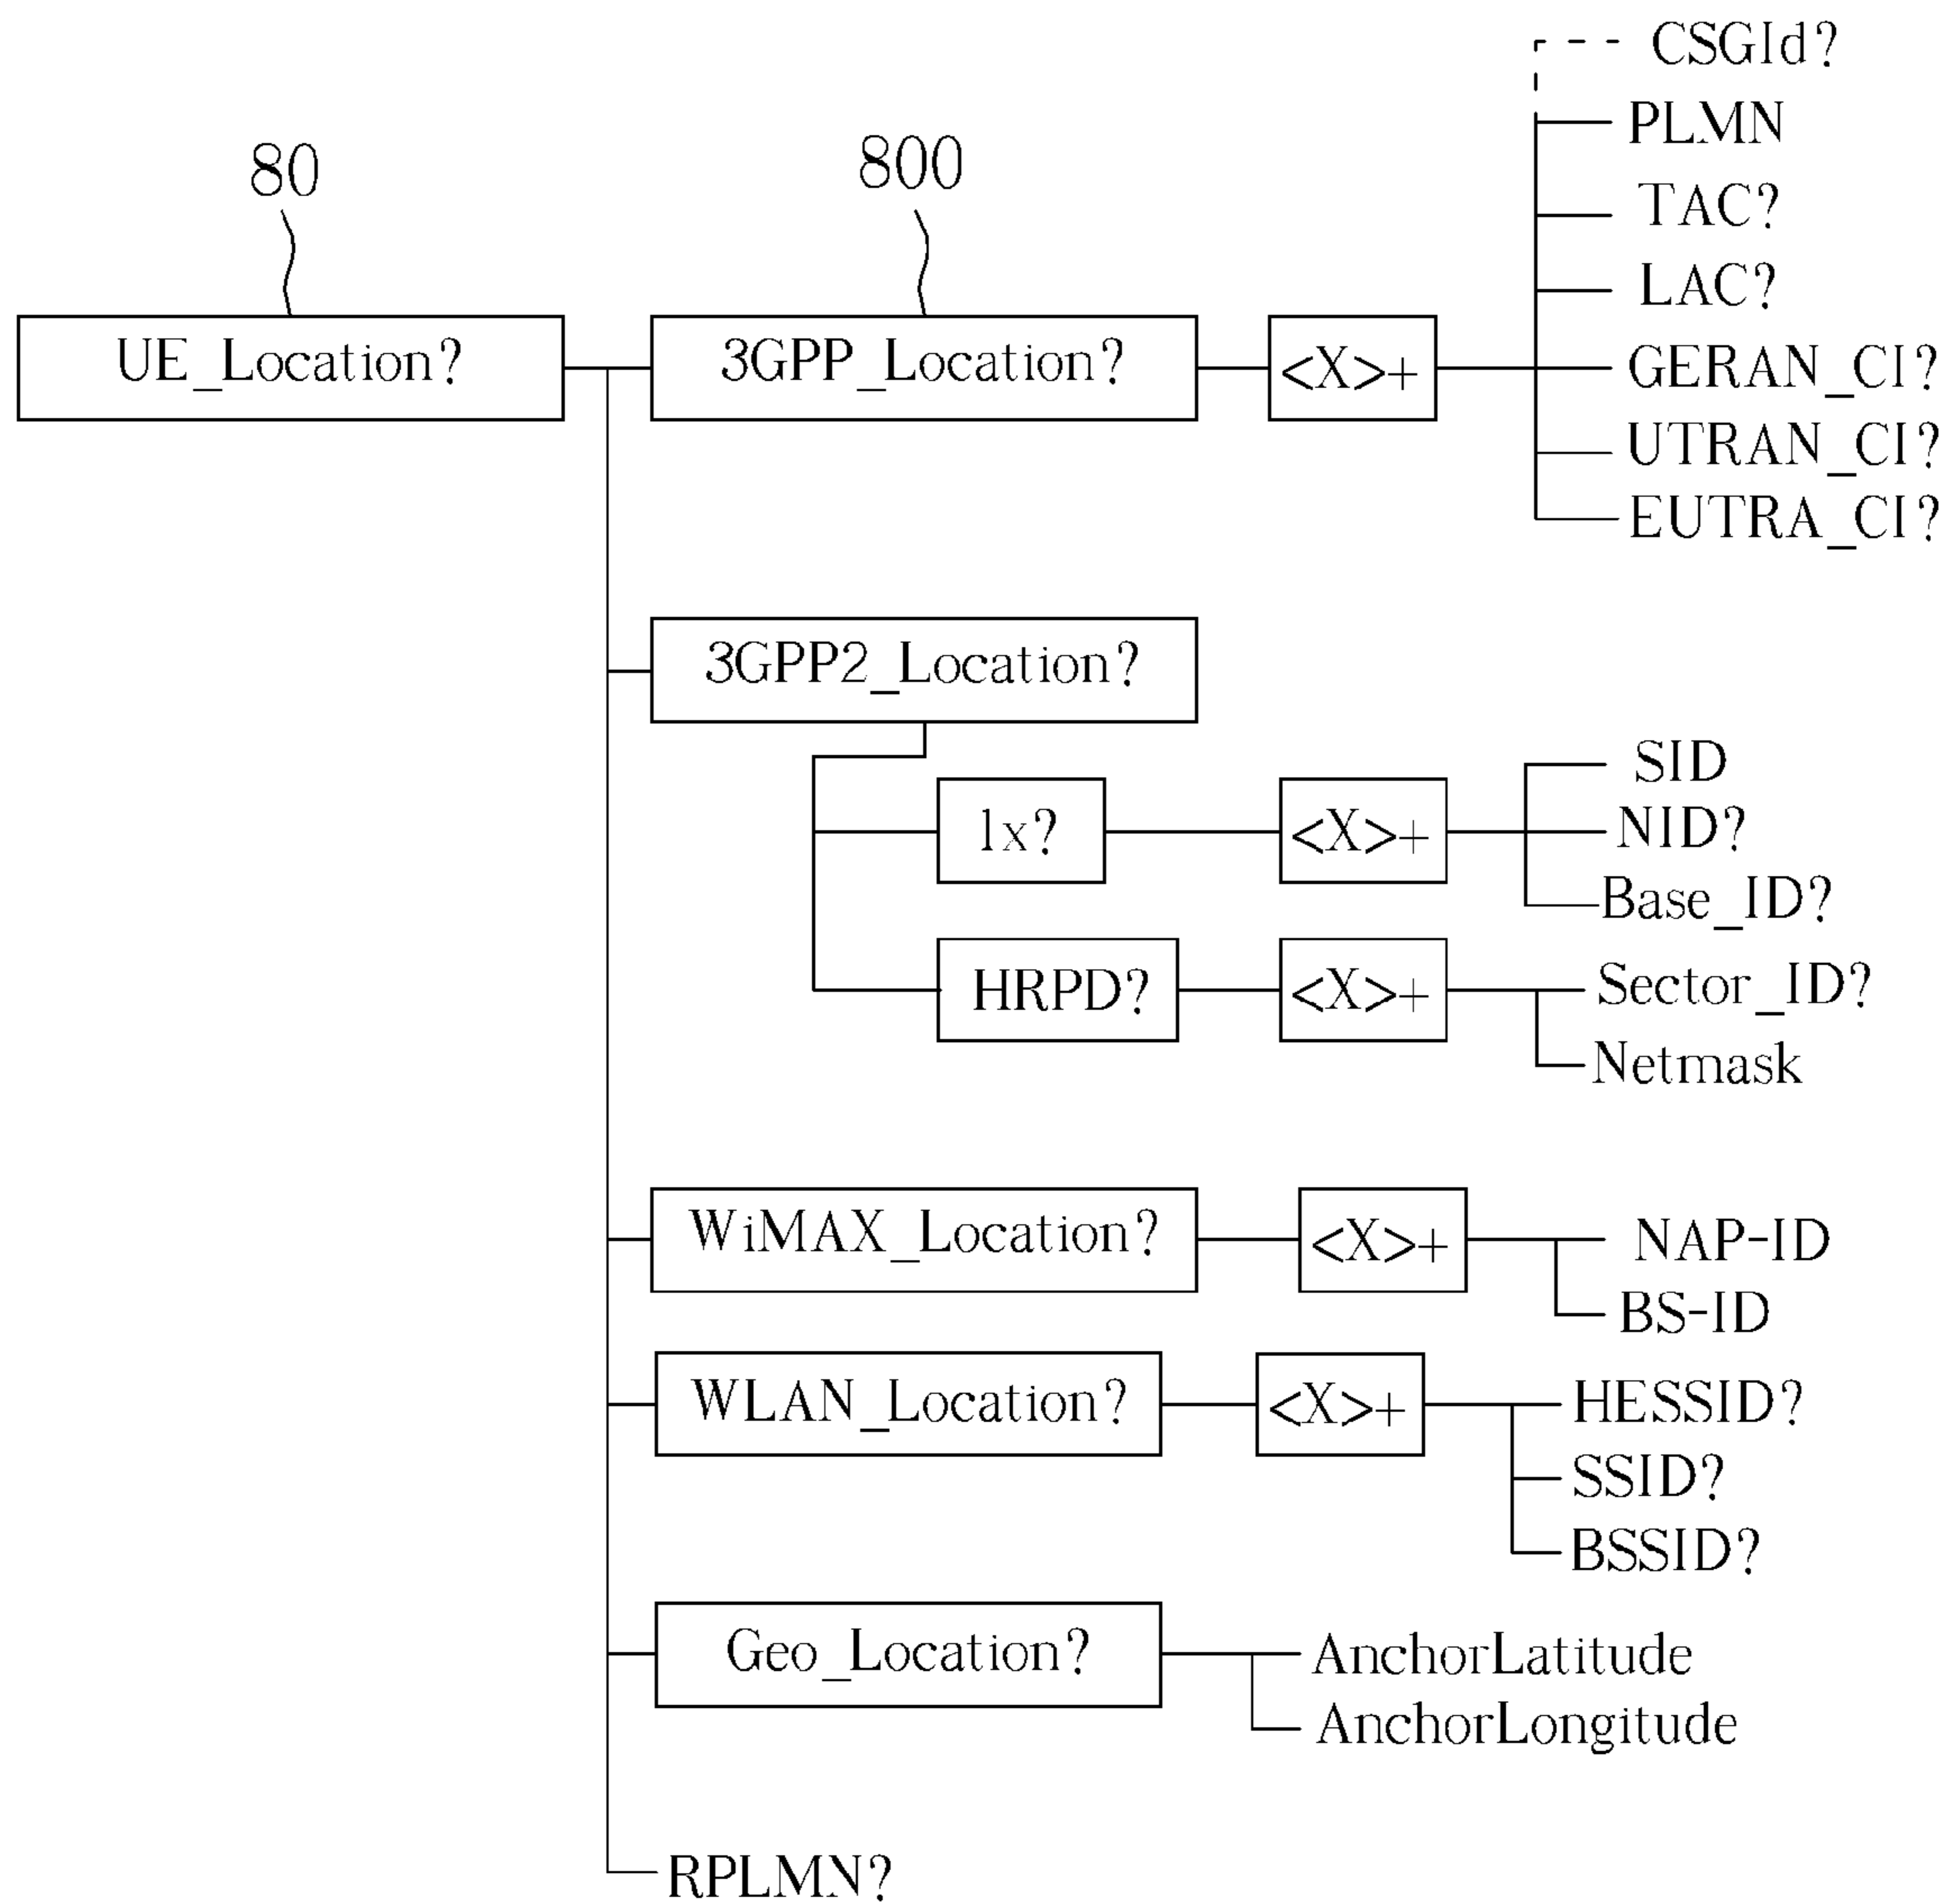 CSGId?
PLMN
80
800
TAC?
LAC?
UE_Location?
3GPP_Location?
<X>+
GERAN_CI?
UTRAN_CI?
EUTRA_CI?
3GPP2_Location?
SID
1x?
<X>+
NID?
Base_ID?
HRPD?
<X>+
Sector_ID?
Netmask
WiMAX_Location?
<X>+
NAP-ID
BS-ID
WLAN_Location?
<X>+
HESSID?
SSID?
BSSID?
Geo_Location?
AnchorLatitude
AnchorLongitude
RPLMN?